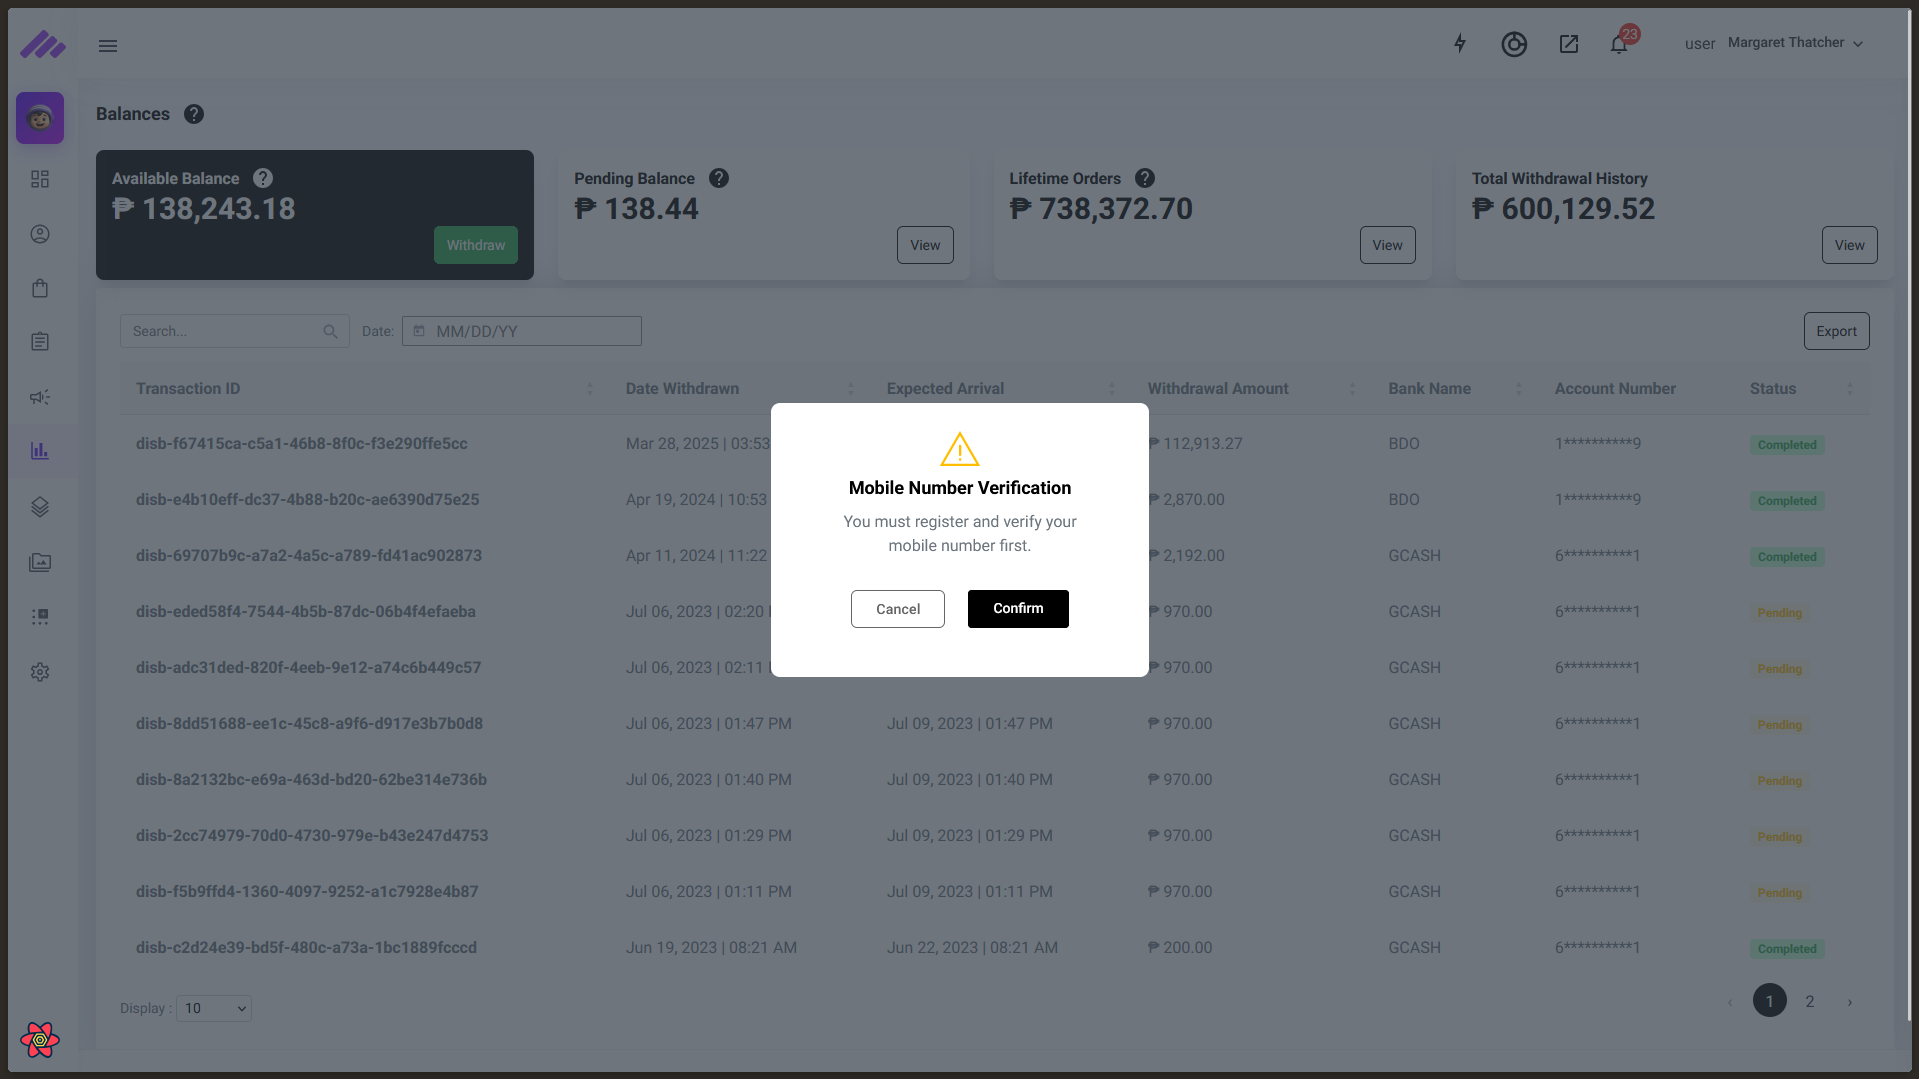 23
user Margaret Thatcher
Balances ?
Available Balance ?
₱ 138,243.18
Withdraw
Pending Balance ?
₱ 138.44
View
Lifetime Orders ?
₱ 738,372.70
View
Total Withdrawal History
₱ 600,129.52
View
Search... Date: MM/DD/YY Export
Transaction ID Date Withdrawn Expected Arrival Withdrawal Amount Bank Name Account Number Status
disb-f67415ca-c5a1-46b8-8f0c-f3e290ffe5cc Mar 28, 2025 | 03:53 ₱ 112,913.27 BDO 1**********9 Completed
disb-e4b10eff-dc37-4b88-b20c-ae6390d75e25 Apr 19, 2024 | 10:53 ₱ 2,870.00 BDO 1**********9 Completed
disb-69707b9c-a7a2-4a5c-a789-fd41ac902873 Apr 11, 2024 | 11:22 ₱ 2,192.00 GCASH 6**********1 Completed
disb-eded58f4-7544-4b5b-87dc-06b4f4efaeba Jul 06, 2023 | 02:20 ₱ 970.00 GCASH 6**********1 Pending
disb-adc31ded-820f-4eeb-9e12-a74c6b449c57 Jul 06, 2023 | 02:11 ₱ 970.00 GCASH 6**********1 Pending
disb-8dd51688-ee1c-45c8-a9f6-d917e3b7b0d8 Jul 06, 2023 | 01:47 PM Jul 09, 2023 | 01:47 PM ₱ 970.00 GCASH 6**********1 Pending
disb-8a2132bc-e69a-463d-bd20-62be314e736b Jul 06, 2023 | 01:40 PM Jul 09, 2023 | 01:40 PM ₱ 970.00 GCASH 6**********1 Pending
disb-2cc74979-70d0-4730-979e-b43e247d4753 Jul 06, 2023 | 01:29 PM Jul 09, 2023 | 01:29 PM ₱ 970.00 GCASH 6**********1 Pending
disb-f5b9ffd4-1360-4097-9252-a1c7928e4b87 Jul 06, 2023 | 01:11 PM Jul 09, 2023 | 01:11 PM ₱ 970.00 GCASH 6**********1 Pending
disb-c2d24e39-bd5f-480c-a73a-1bc1889fcccd Jun 19, 2023 | 08:21 AM Jun 22, 2023 | 08:21 AM ₱ 200.00 GCASH 6**********1 Completed
Display : 10
‹ 1 2 ›
Mobile Number Verification
You must register and verify your
mobile number first.
Cancel Confirm